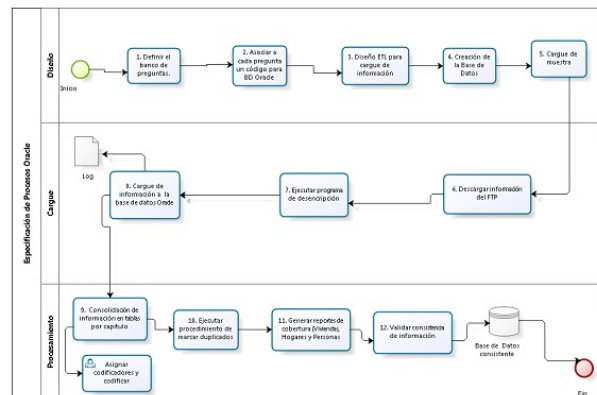 Especificación de Procesos Oracle
Diseño
Inicio
1. Definir el
banco de
preguntas.
2. Asociar a
cada pregunta
un código para
BD Oracle
3. Diseño ETL para
cargue de
información
4. Creación de
la Base de
Datos
5. Cargue de
muestra
Cargue
Log
8. Cargue de
información a la
base de datos Oracle
7. Ejecutar programa
de desencripción
6. Descargar información
del FTP
Procesamiento
9. Consolidación de
información en tablas
por capítulo
Asignar
codificadores y
codificar
10. Ejecutar
procedimiento de
marcar duplicados
11. Generar reportes de
cobertura (Viviendas,
Hogares y Personas
12. Validar consistencia
de información
Base de Datos
consistente
Fin